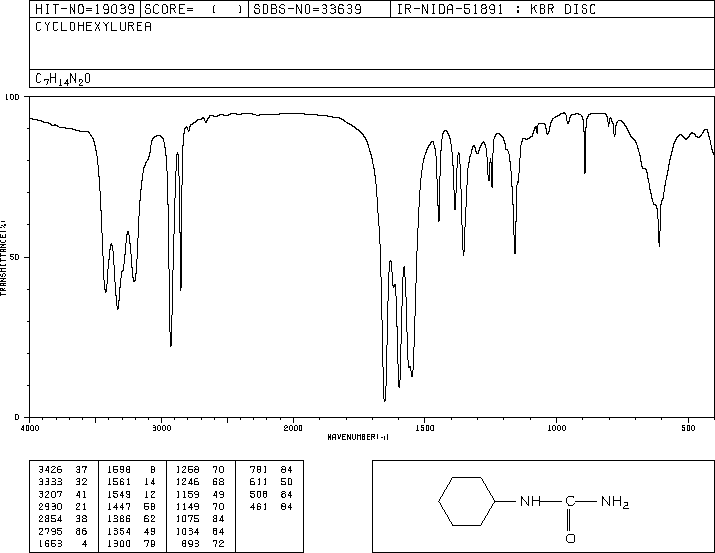 HIT-NO=19039 SCORE= ( ) SDBS-NO=33639 IR-NIDA-51891 : KBR DISC
CYCLOHEXYLUREA
C7H14N2O
100
50
0
TRANSMITTANCE(%)
4000 3000 2000 1500 1000 500
WAVENUMBER(-1)
3426 37 1598 8 1258 70 781 84
3333 32 1561 14 1246 68 611 50
3207 41 1549 12 1159 49 508 84
2930 21 1447 58 1149 70 461 84
2854 38 1386 62 1075 84
2795 86 1354 49 1034 84
1653 4 1300 79 893 72
NH C NH2
O